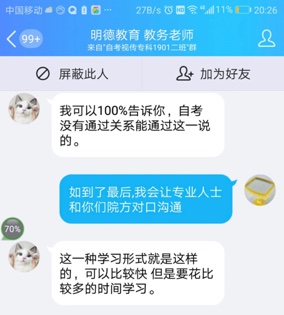 中国移动 27B/s 20:26
99+ 明德教育 教务老师
来自"自考视传专科1901二班"群
屏蔽此人 加为好友
我可以100%告诉你，自考
没有通过关系能通过这一说
的。
如到了最后,我会让专业人士
和你们院方对口沟通
70%
这一种学习形式就是这样
的，可以比较快 但是要花比
较多的时间学习。